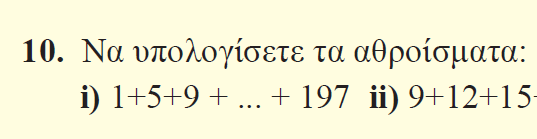 10. Να υπολογίσετε τα αθροίσματα:
i) 1+5+9 + ... + 197 ii) 9+12+15+